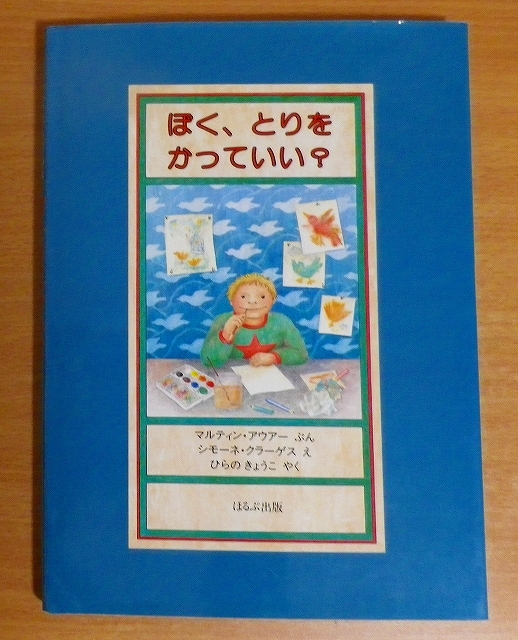 ぼく、とりを
かっていい？
マルティン・アウアー ぶん
シモーネ・クラーゲス え
ひらの きょうこ やく
ほるぷ出版